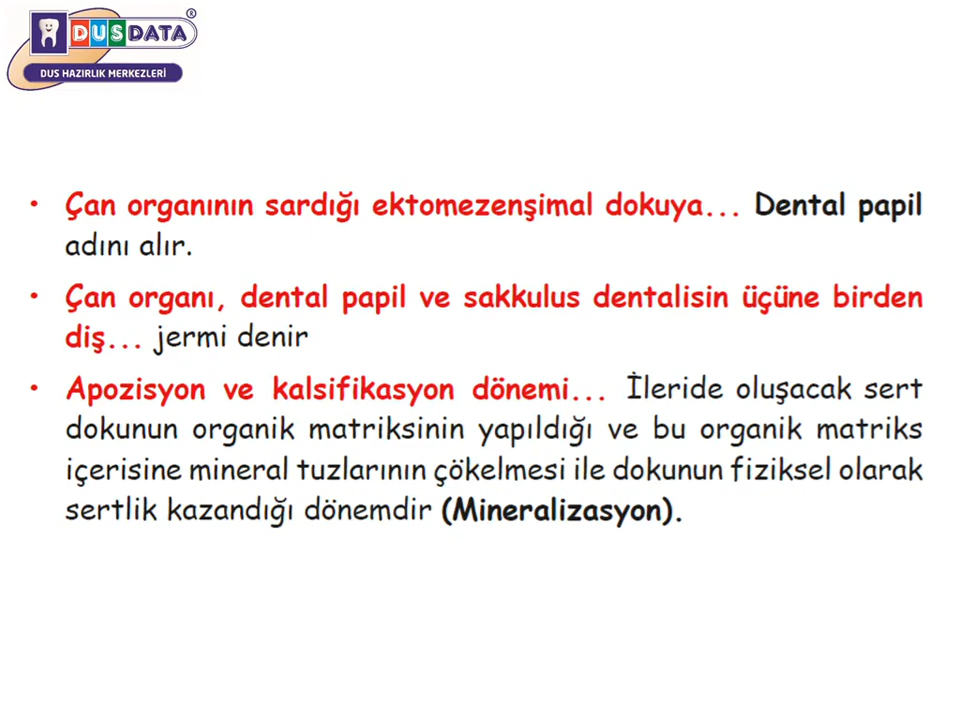 DUSDATA®
DUS HAZIRLIK MERKEZLERİ
• Çan organının sardığı ektomezenşimal dokuya... Dental papil
adını alır.
• Çan organı, dental papil ve sakkulus dentalisin üçüne birden
diş... jermi denir
• Apozisyon ve kalsifikasyon dönemi... İleride oluşacak sert
dokunun organik matriksinin yapıldığı ve bu organik matriks
içerisine mineral tuzlarının çökelmesi ile dokunun fiziksel olarak
sertlik kazandığı dönemdir (Mineralizasyon).